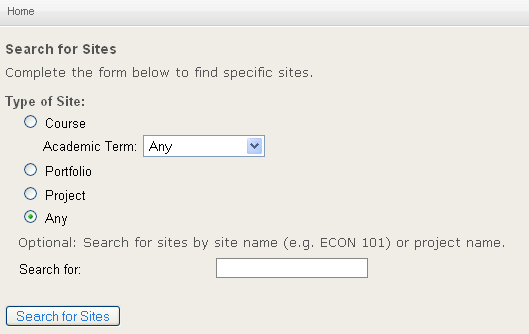 Home
Search for Sites
Complete the form below to find specific sites.
Type of Site:
Course
Academic Term: Any
Portfolio
Project
Any
Optional: Search for sites by site name (e.g. ECON 101) or project name.
Search for:
Search for Sites